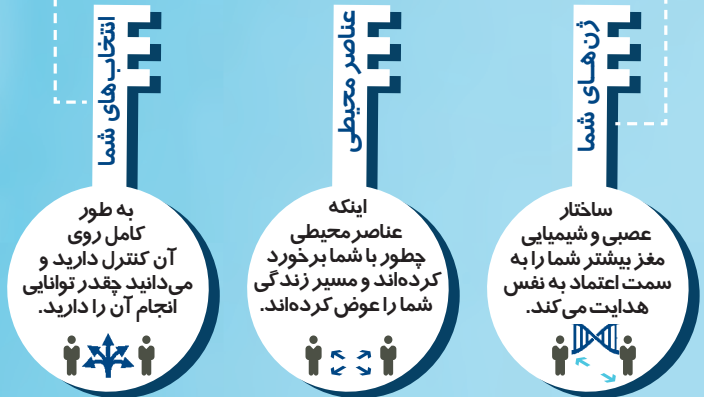 ژن‌هـای شما
ساختار
عصبی و شیمیایی
مغز بیشتر شما را به
سمت اعتماد به نفس
هدایت می‌کند.
عناصر محیطی
اینکه
عناصر محیطی
چطور با شما برخورد
کرده‌اند و مسیر زندگی
شما را عوض کرده‌اند.
انتخاب‌های شما
به طور
کامل روی
آن کنترل دارید و
می‌دانید چقدر توانایی
انجام آن را دارید.